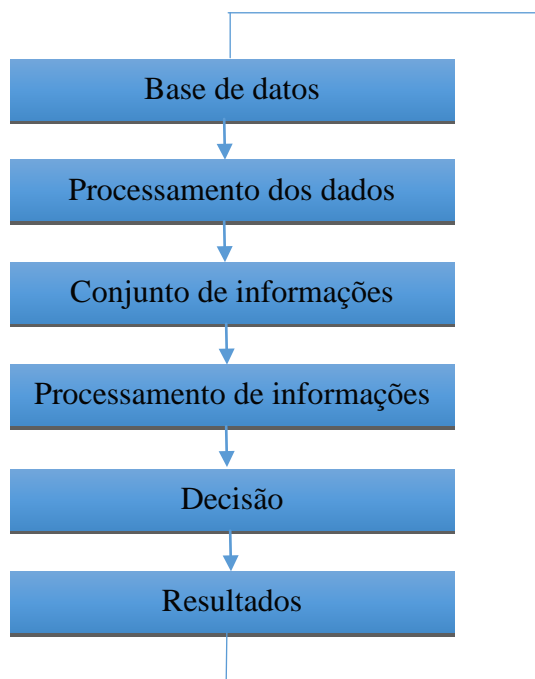 Base de datos
Processamento dos dados
Conjunto de informações
Processamento de informações
Decisão
Resultados